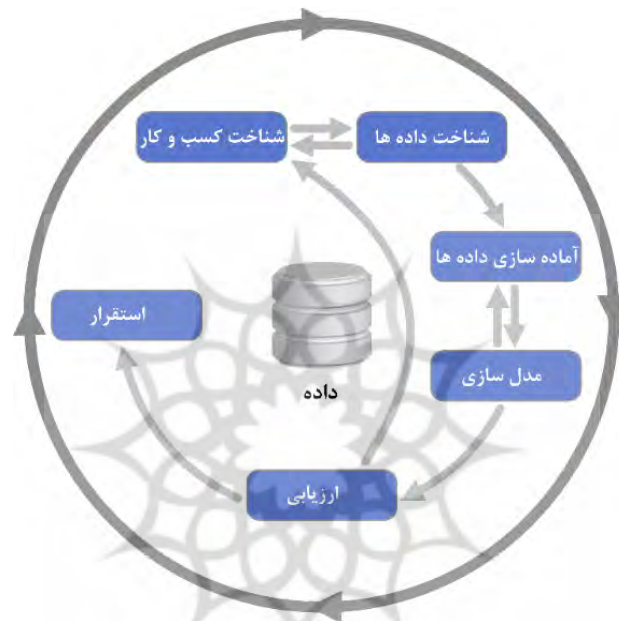 شناخت داده ها
شناخت کسب و کار
آماده سازی داده ها
استقرار
مدل سازی
داده
ارزیابی